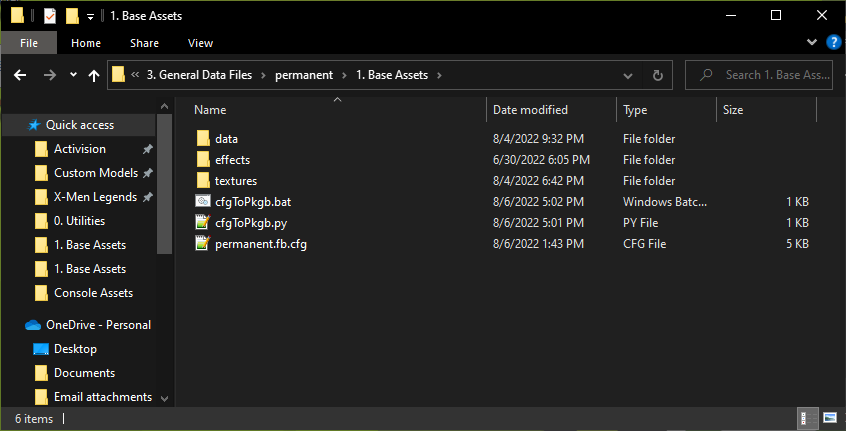 1. Base Assets
File Home Share View
3. General Data Files permanent 1. Base Assets Search 1. Base Ass...
Name Date modified Type Size
Quick access
Activision
Custom Models
X-Men Legends
0. Utilities
1. Base Assets
1. Base Assets
Console Assets
OneDrive - Personal
Desktop
Documents
Email attachments
data 8/4/2022 9:32 PM File folder
effects 6/30/2022 6:05 PM File folder
textures 8/4/2022 6:42 PM File folder
cfgToPkgb.bat 8/6/2022 5:02 PM Windows Batc... 1 KB
cfgToPkgb.py 8/6/2022 5:01 PM PY File 1 KB
permanent.fb.cfg 8/6/2022 1:43 PM CFG File 5 KB
6 items